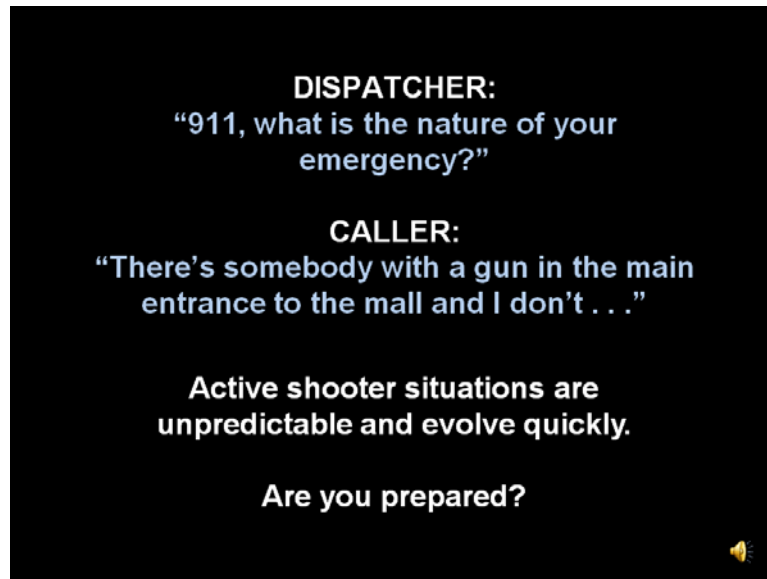 DISPATCHER:
“911, what is the nature of your
emergency?”
CALLER:
“There’s somebody with a gun in the main
entrance to the mall and I don’t . . .”
Active shooter situations are
unpredictable and evolve quickly.
Are you prepared?